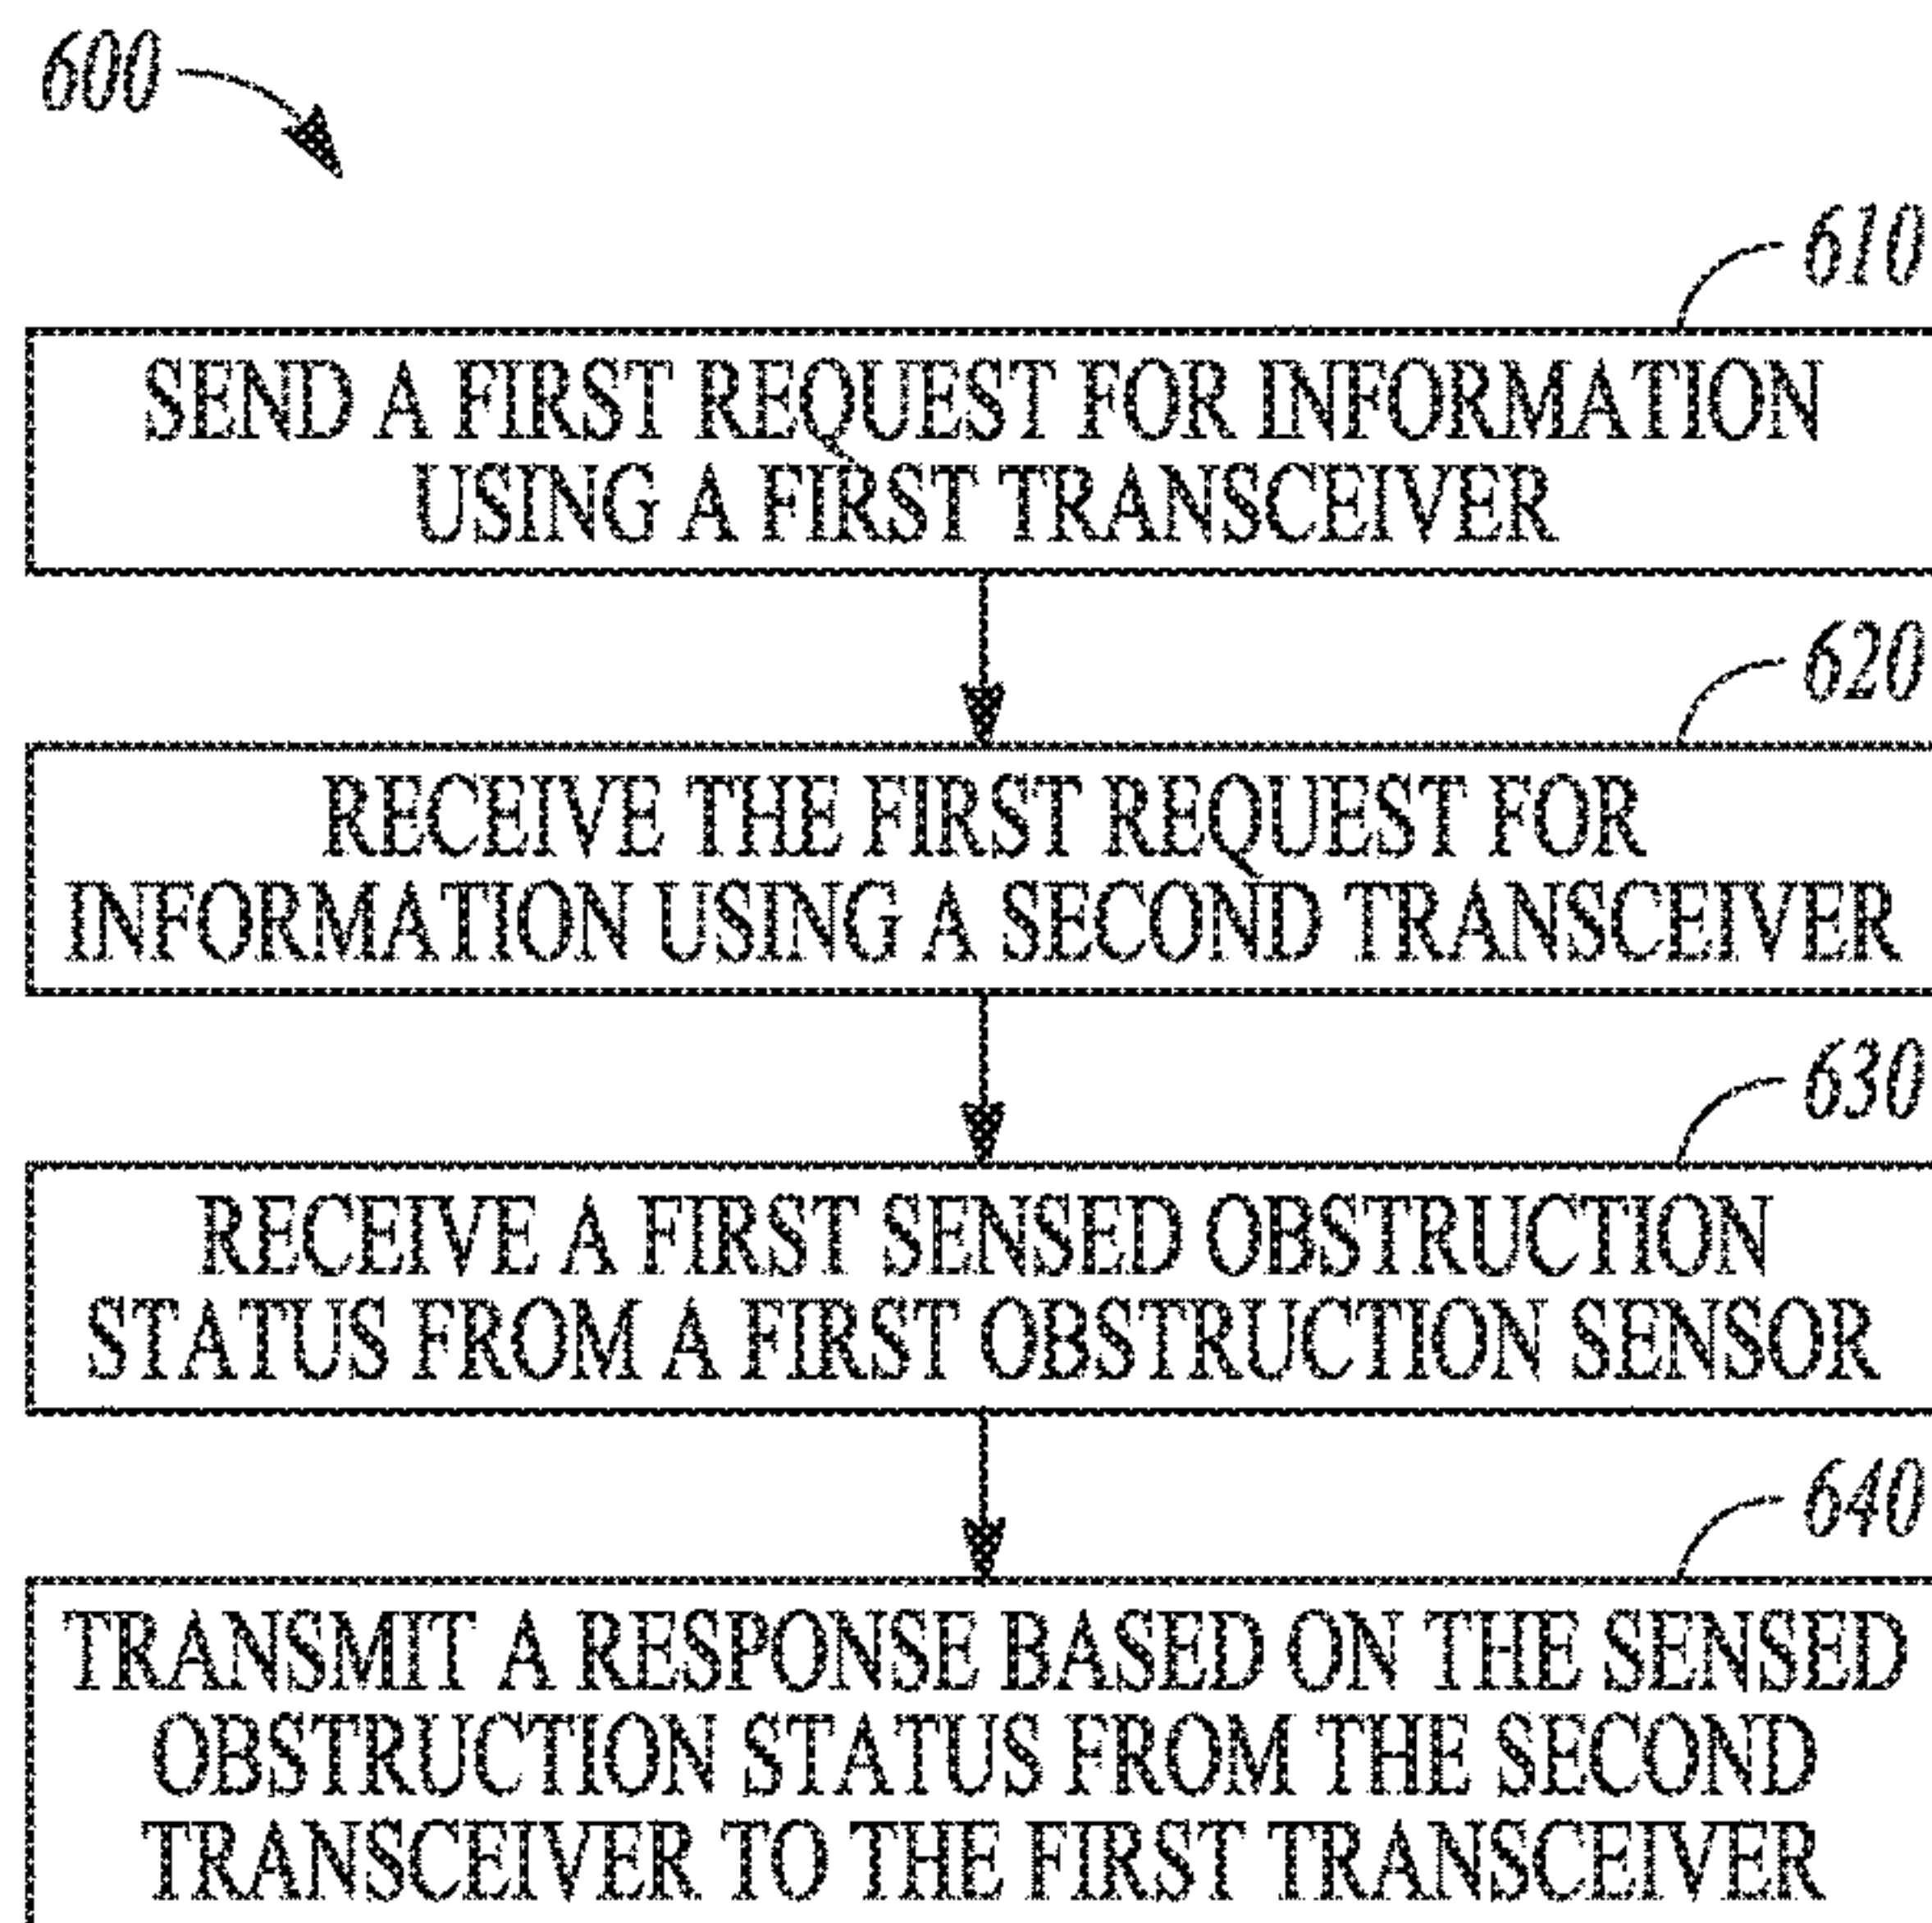 600
610
SEND A FIRST REQUEST FOR INFORMATION
USING A FIRST TRANSCEIVER
620
RECEIVE THE FIRST REQUEST FOR
INFORMATION USING A SECOND TRANSCEIVER
630
RECEIVE A FIRST SENSED OBSTRUCTION
STATUS FROM A FIRST OBSTRUCTION SENSOR
640
TRANSMIT A RESPONSE BASED ON THE SENSED
OBSTRUCTION STATUS FROM THE SECOND
TRANSCEIVER TO THE FIRST TRANSCEIVER